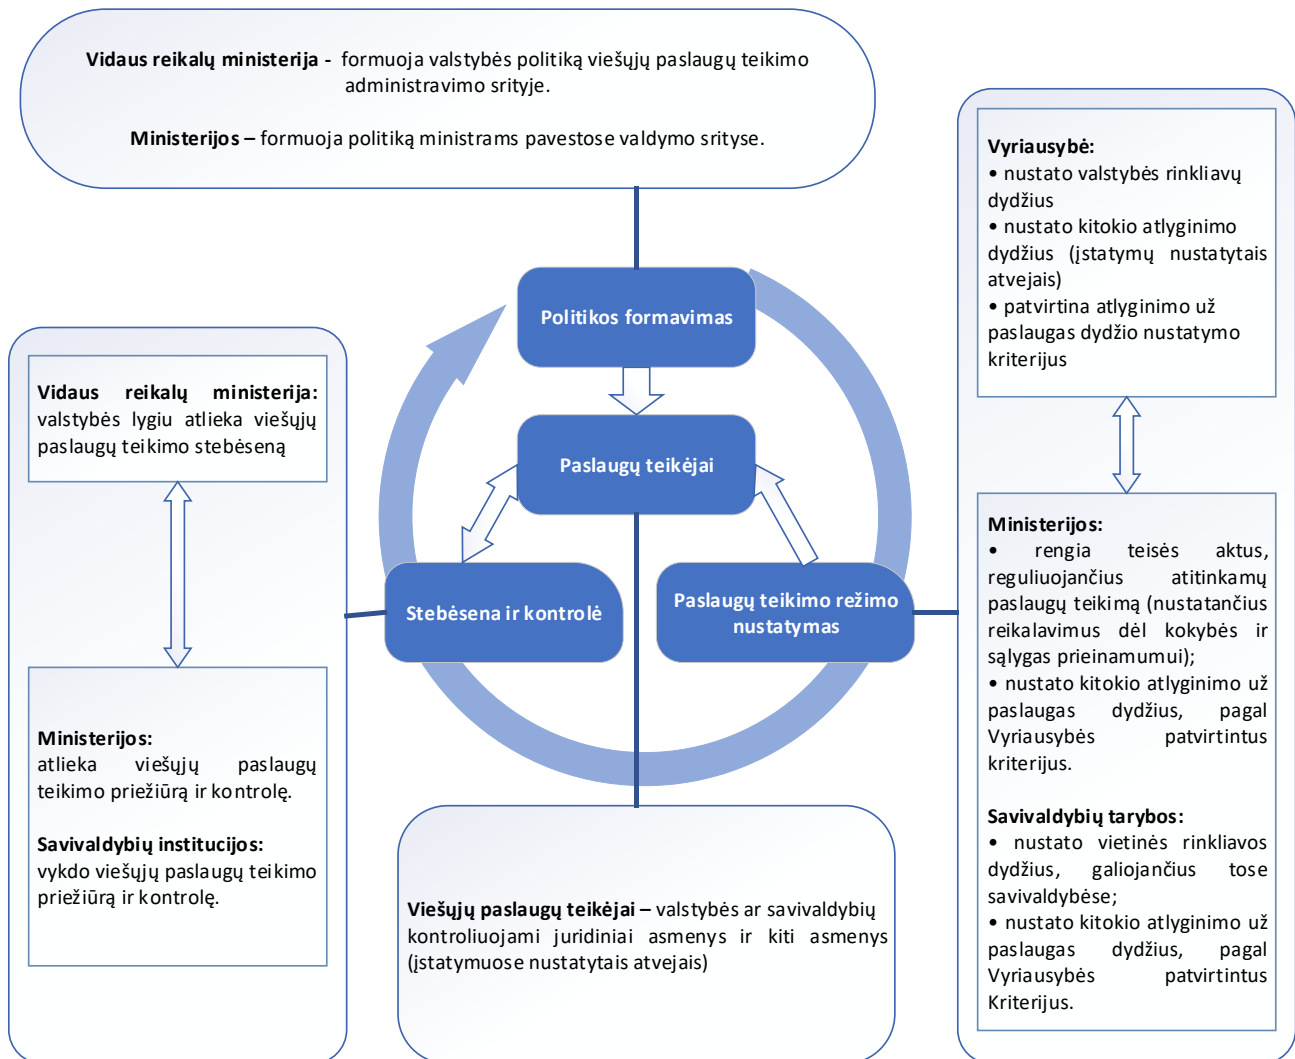 Vidaus reikalų ministerija - formuoja valstybės politiką viešųjų paslaugų teikimo
administravimo srityje.
Ministerijos – formuoja politiką ministrams pavestose valdymo srityse.
Politikos formavimas
Paslaugų teikėjai
Stebėsena ir kontrolė
Paslaugų teikimo režimo
nustatymas
Vidaus reikalų ministerija:
valstybės lygiu atlieka viešųjų
paslaugų teikimo stebėseną
Ministerijos:
atlieka viešųjų paslaugų
teikimo priežiūrą ir kontrolę.
Savivaldybių institucijos:
vykdo viešųjų paslaugų teikimo
priežiūrą ir kontrolę.
Viešųjų paslaugų teikėjai – valstybės ar savivaldybių
kontroliuojami juridiniai asmenys ir kiti asmenys
(įstatymuose nustatytais atvejais)
Vyriausybė:
• nustato valstybės rinkliavų
dydžius
• nustato kitokio atlyginimo
dydžius (įstatymų nustatytais
atvejais)
• patvirtina atlyginimo už
paslaugas dydžio nustatymo
kriterijus
Ministerijos:
• rengia teisės aktus,
reguliuojančius atitinkamų
paslaugų teikimą (nustatančius
reikalavimus dėl kokybės ir
sąlygas prieinamumui);
• nustato kitokio atlyginimo už
paslaugas dydžius, pagal
Vyriausybės patvirtintus
kriterijus.
Savivaldybių tarybos:
• nustato vietinės rinkliavos
dydžius, galiojančius tose
savivaldybėse;
• nustato kitokio atlyginimo už
paslaugas dydžius, pagal
Vyriausybės patvirtintus
Kriterijus.